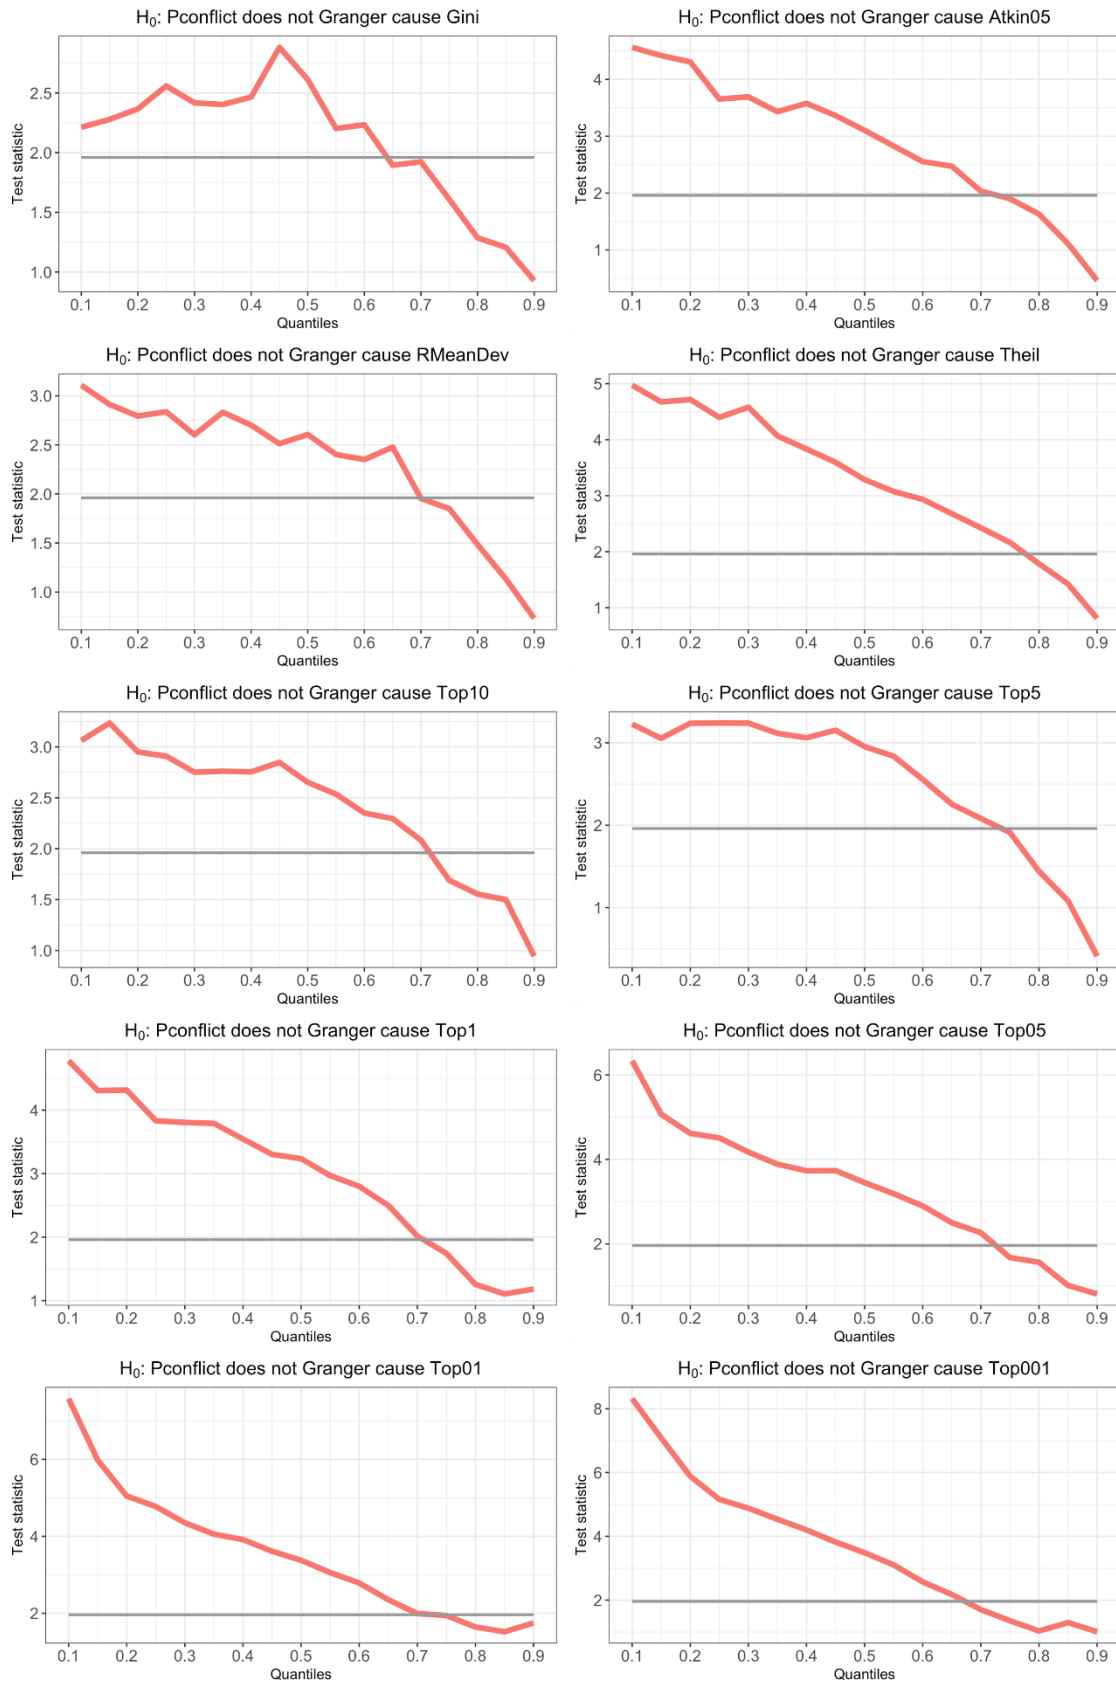 H₀: Pconflict does not Granger cause Gini
Test statistic
2.5
2.0
1.5
1.0
0.1 0.2 0.3 0.4 0.5 0.6 0.7 0.8 0.9
Quantiles
H₀: Pconflict does not Granger cause Atkin05
Test statistic
4
3
2
1
0.1 0.2 0.3 0.4 0.5 0.6 0.7 0.8 0.9
Quantiles
H₀: Pconflict does not Granger cause RMeanDev
Test statistic
3.0
2.5
2.0
1.5
1.0
0.1 0.2 0.3 0.4 0.5 0.6 0.7 0.8 0.9
Quantiles
H₀: Pconflict does not Granger cause Theil
Test statistic
5
4
3
2
1
0.1 0.2 0.3 0.4 0.5 0.6 0.7 0.8 0.9
Quantiles
H₀: Pconflict does not Granger cause Top10
Test statistic
3.0
2.5
2.0
1.5
1.0
0.1 0.2 0.3 0.4 0.5 0.6 0.7 0.8 0.9
Quantiles
H₀: Pconflict does not Granger cause Top5
Test statistic
3
2
1
0.1 0.2 0.3 0.4 0.5 0.6 0.7 0.8 0.9
Quantiles
H₀: Pconflict does not Granger cause Top1
Test statistic
4
3
2
1
0.1 0.2 0.3 0.4 0.5 0.6 0.7 0.8 0.9
Quantiles
H₀: Pconflict does not Granger cause Top05
Test statistic
6
4
2
0.1 0.2 0.3 0.4 0.5 0.6 0.7 0.8 0.9
Quantiles
H₀: Pconflict does not Granger cause Top01
Test statistic
6
4
2
0.1 0.2 0.3 0.4 0.5 0.6 0.7 0.8 0.9
Quantiles
H₀: Pconflict does not Granger cause Top001
Test statistic
8
6
4
2
0.1 0.2 0.3 0.4 0.5 0.6 0.7 0.8 0.9
Quantiles